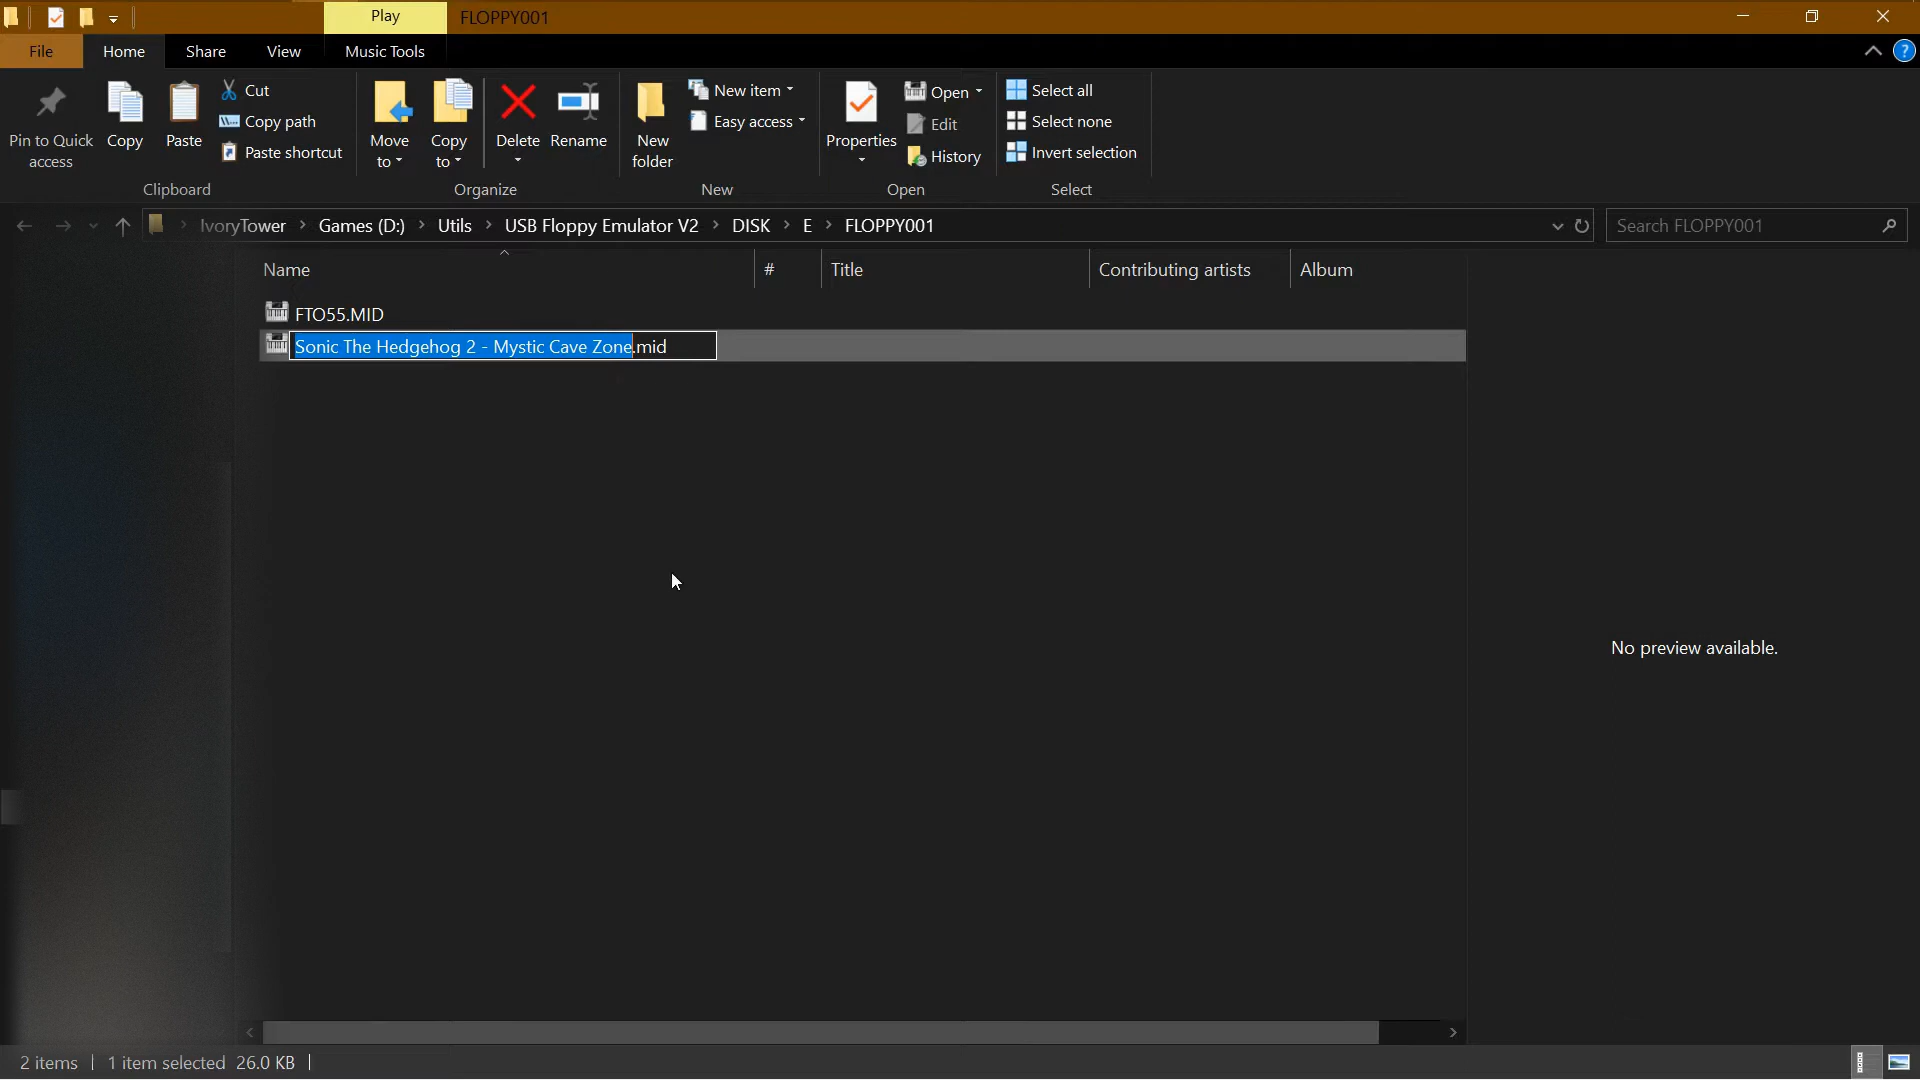 Play
FLOPPY001
File
Home
Share
View
Music Tools
Pin to Quick
access
Copy
Paste
Cut
Copy path
Paste shortcut
Clipboard
Move
to
Copy
to
Delete
Rename
Organize
New
folder
New item
Easy access
New
Properties
Open
Edit
History
Open
Select all
Select none
Invert selection
Select
IvoryTower > Games (D:) > Utils > USB Floppy Emulator V2 > DISK > E > FLOPPY001
Search FLOPPY001
Name
#
Title
Contributing artists
Album
FTO55.MID
Sonic The Hedgehog 2 - Mystic Cave Zone.mid
No preview available.
2 items
1 item selected 26.0 KB